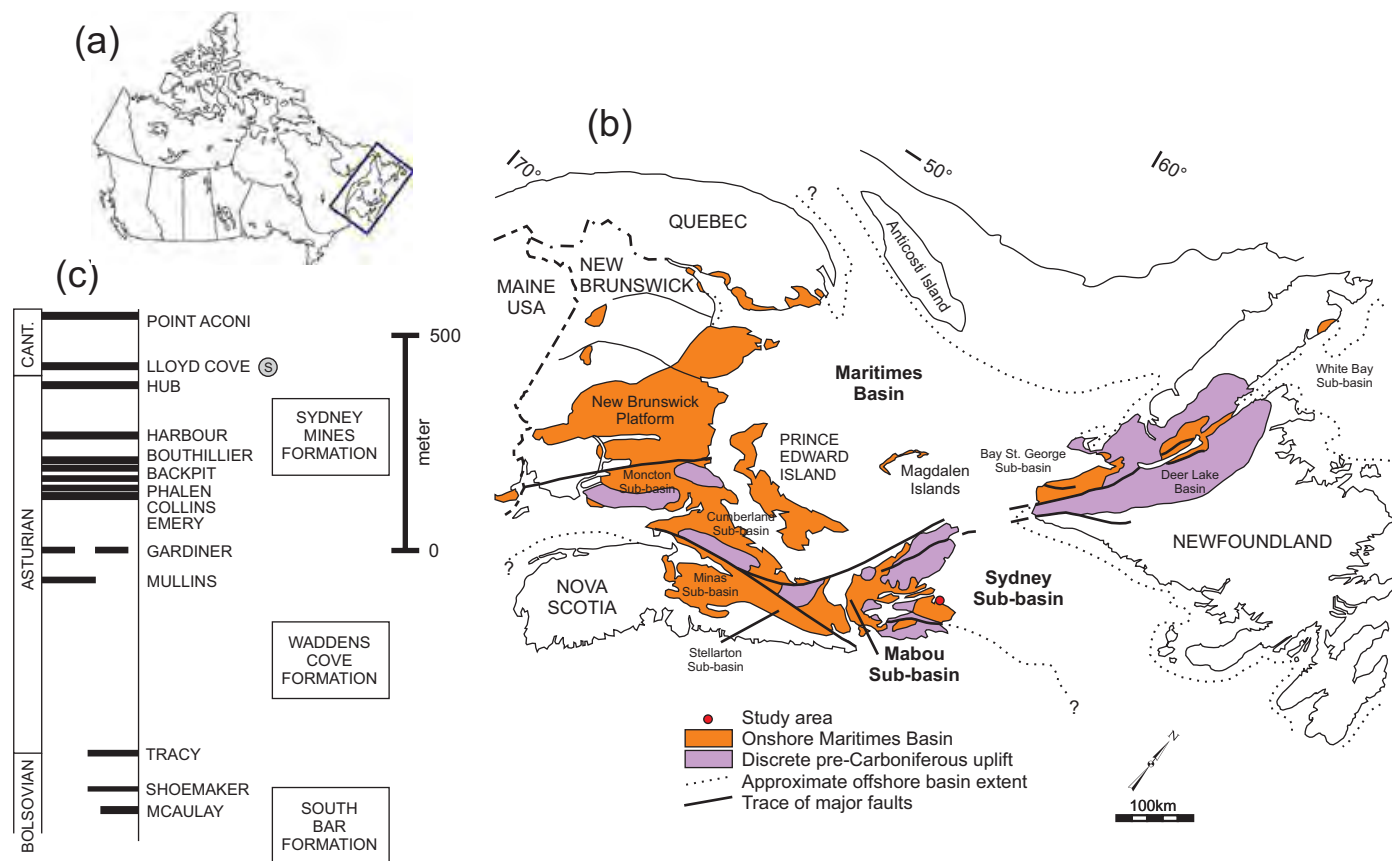 (a)
(b)
70°
50°
60°
?
QUEBEC
Anticosti Island
MAINE
USA
NEW
BRUNSWICK
White Bay
Sub-basin
Maritimes
Basin
New Brunswick
Platform
PRINCE
EDWARD
ISLAND
Magdalen
Islands
Bay St. George
Sub-basin
Deer Lake
Basin
Moncton
Sub-basin
Cumberland
Sub-basin
NEWFOUNDLAND
?
NOVA
SCOTIA
Minas
Sub-basin
Sydney
Sub-basin
Stellarton
Sub-basin
Mabou
Sub-basin
?
Study area
Onshore Maritimes Basin
Discrete pre-Carboniferous uplift
Approximate offshore basin extent
Trace of major faults
N
100km
(c)
CANT.
ASTURIAN
BOLSOVIAN
POINT ACONI
LLOYD COVE S
HUB
HARBOUR
BOUTHILLIER
BACKPIT
PHALEN
COLLINS
EMERY
GARDINER
MULLINS
TRACY
SHOEMAKER
MCAULAY
SYDNEY
MINES
FORMATION
WADDENS
COVE
FORMATION
SOUTH
BAR
FORMATION
500
meter
0